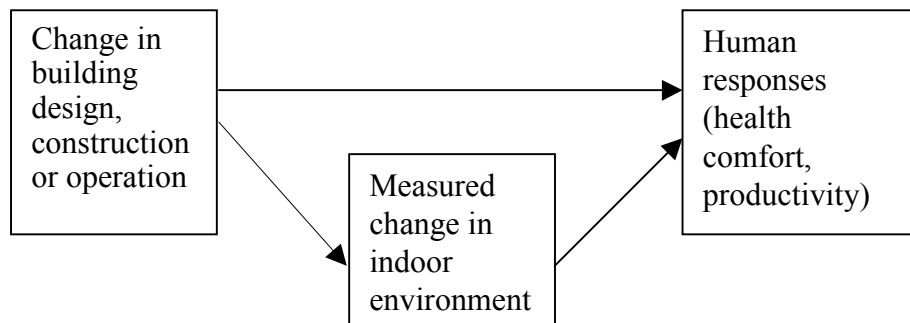 Change in
building
design,
construction
or operation
Measured
change in
indoor
environment
Human
responses
(health
comfort,
productivity)